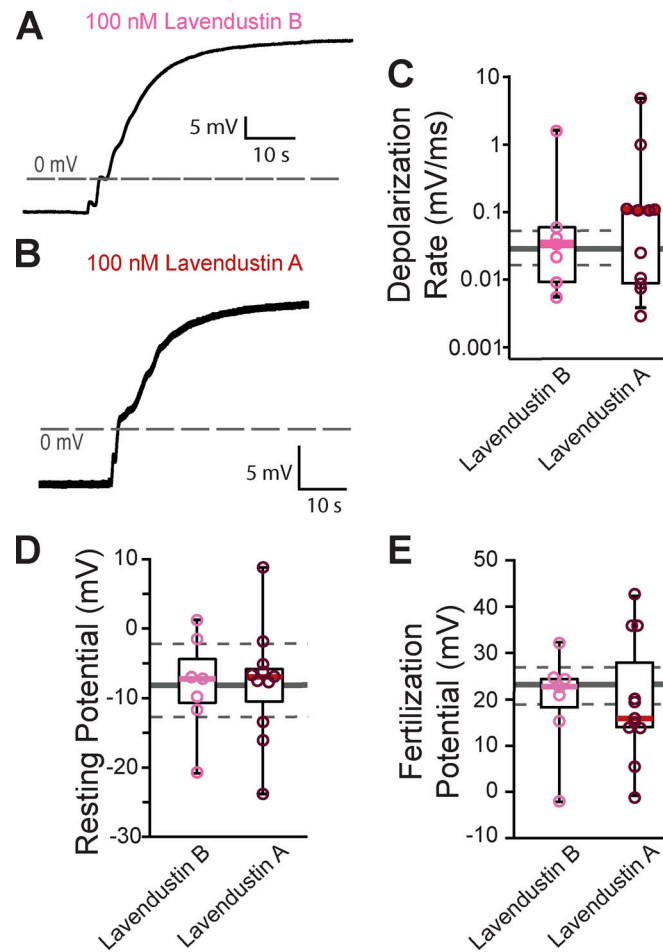 A
100 nM Lavendustin B
0 mV
5 mV
10 s
B
100 nM Lavendustin A
0 mV
5 mV
10 s
C
Depolarization
Rate (mV/ms)
10
1
0.1
0.01
0.001
Lavendustin B
Lavendustin A
D
Resting Potential (mV)
10
0
-10
-20
-30
Lavendustin B
Lavendustin A
E
Fertilization
Potential (mV)
50
40
30
20
10
0
-10
Lavendustin B
Lavendustin A